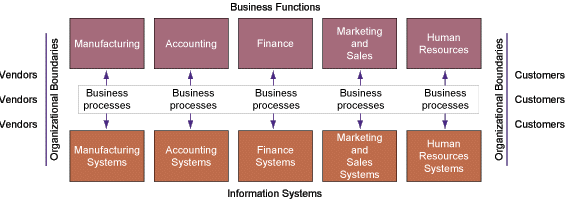 Business Functions
Manufacturing
Accounting
Finance
Marketing
and
Sales
Human
Resources
Vendors
Vendors
Vendors
Organizational Boundaries
Business
processes
Business
processes
Business
processes
Business
processes
Business
processes
Organizational Boundaries
Customers
Customers
Customers
Manufacturing
Systems
Accounting
Systems
Finance
Systems
Marketing
and
Sales
Systems
Human
Resources
Systems
Information Systems